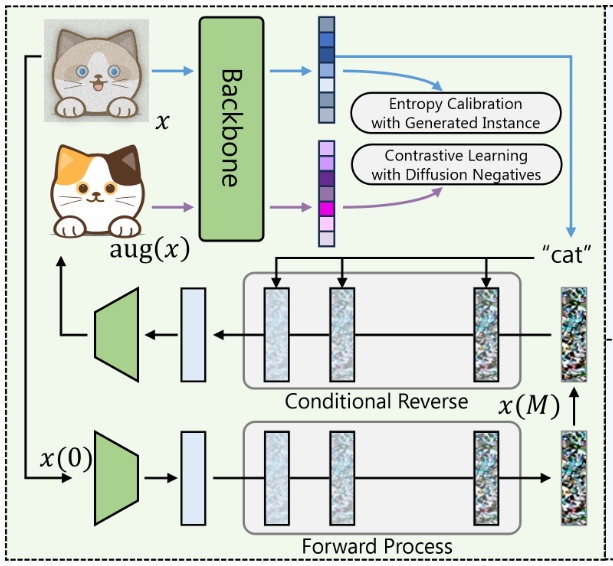 x
Backbone
Entropy Calibration
with Generated Instance
Contrastive Learning
with Diffusion Negatives
aug(x)
“cat”
Conditional Reverse
x(M)
x(0)
Forward Process